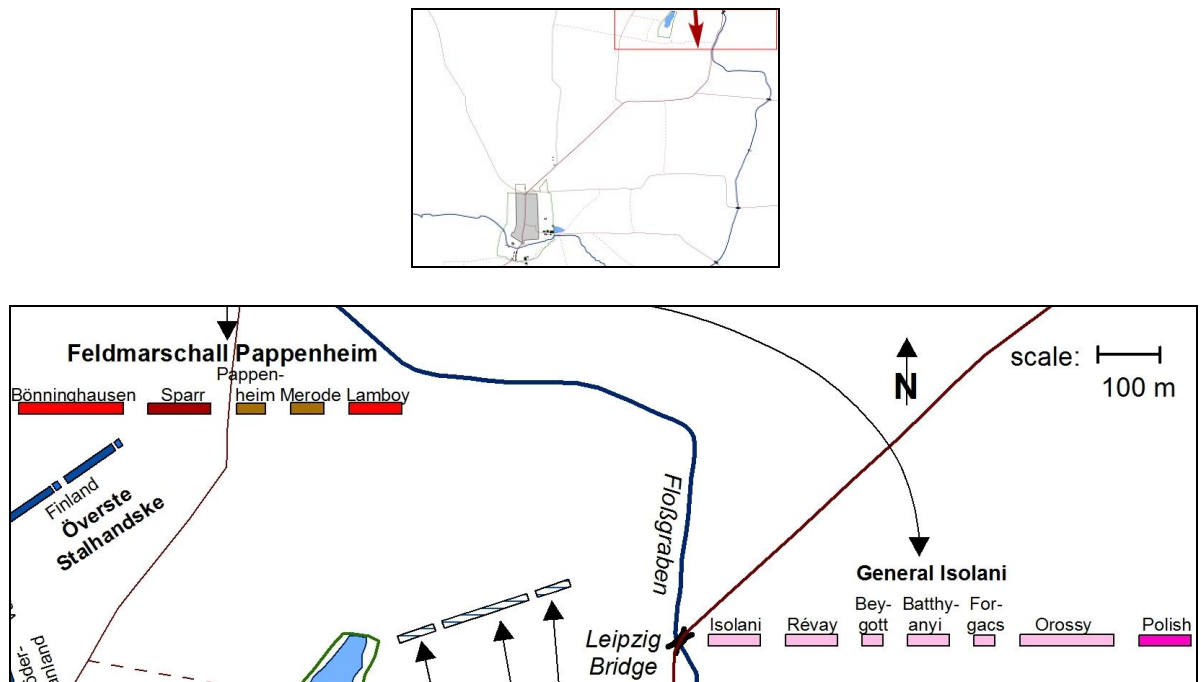 Feldmarschall Pappenheim
Bönninghausen
Sparr
Pappen-
heim
Merode
Lamboy
N
scale:
100 m
Finland
Överste
Stalhandske
Floßgraben
General Isolani
Isolani
Révay
Bey-
gott
Batthy-
anyi
For-
gacs
Orossy
Polish
Leipzig
Bridge